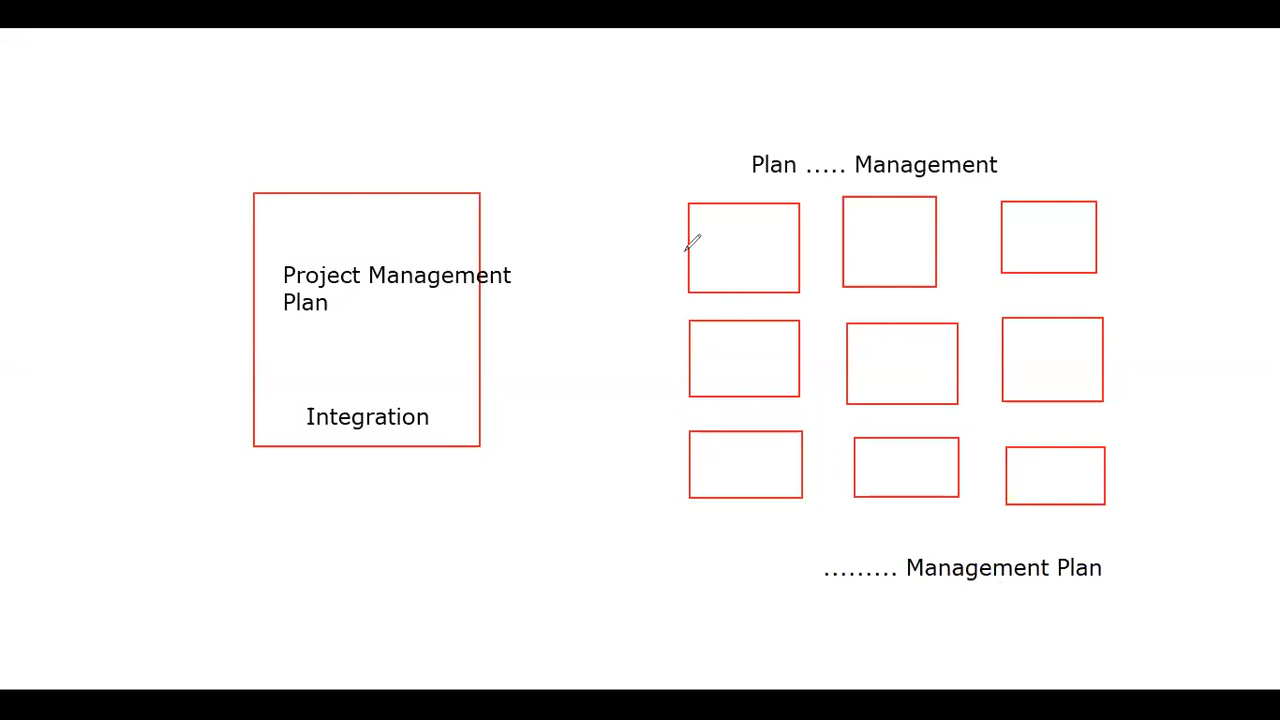 Plan ..... Management
Project Management
Plan
Integration
......... Management Plan